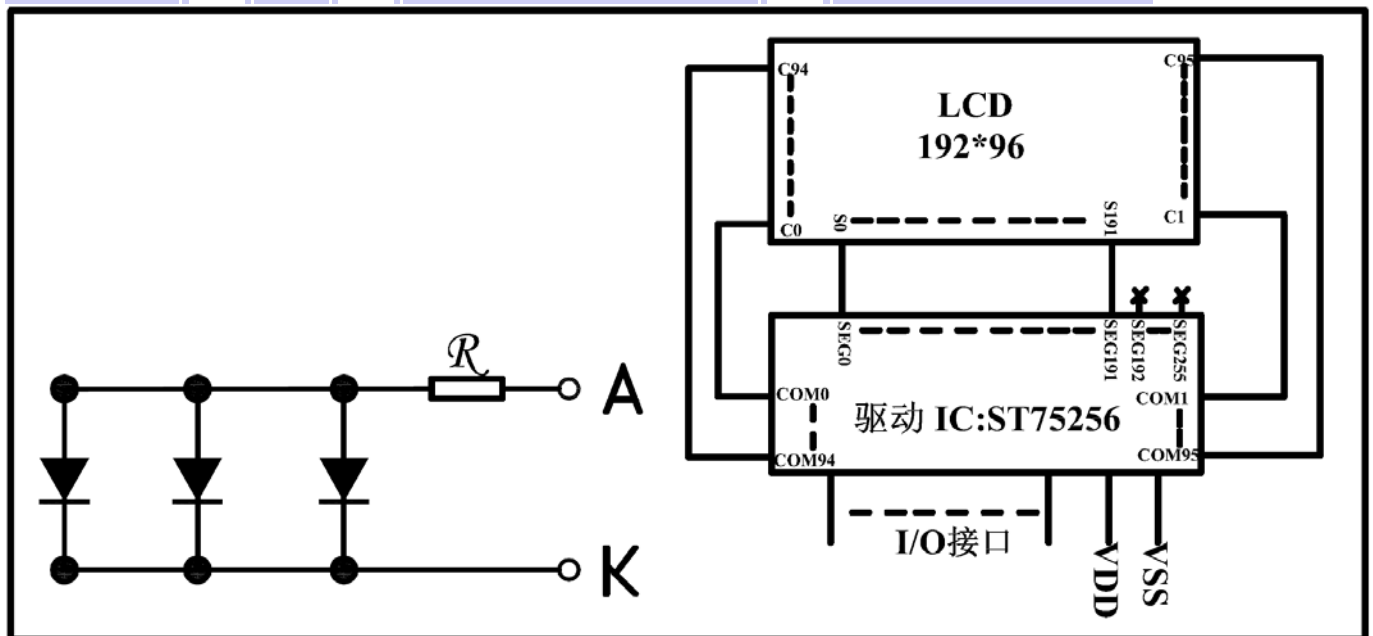 R
A
K
C94
C95
LCD
192*96
C0
S0
S191
C1
SEG0
SEG191
SEG192
SEG255
COM0
COM1
驱动 IC:ST75256
COM94
COM95
I/O接口
VDD
VSS